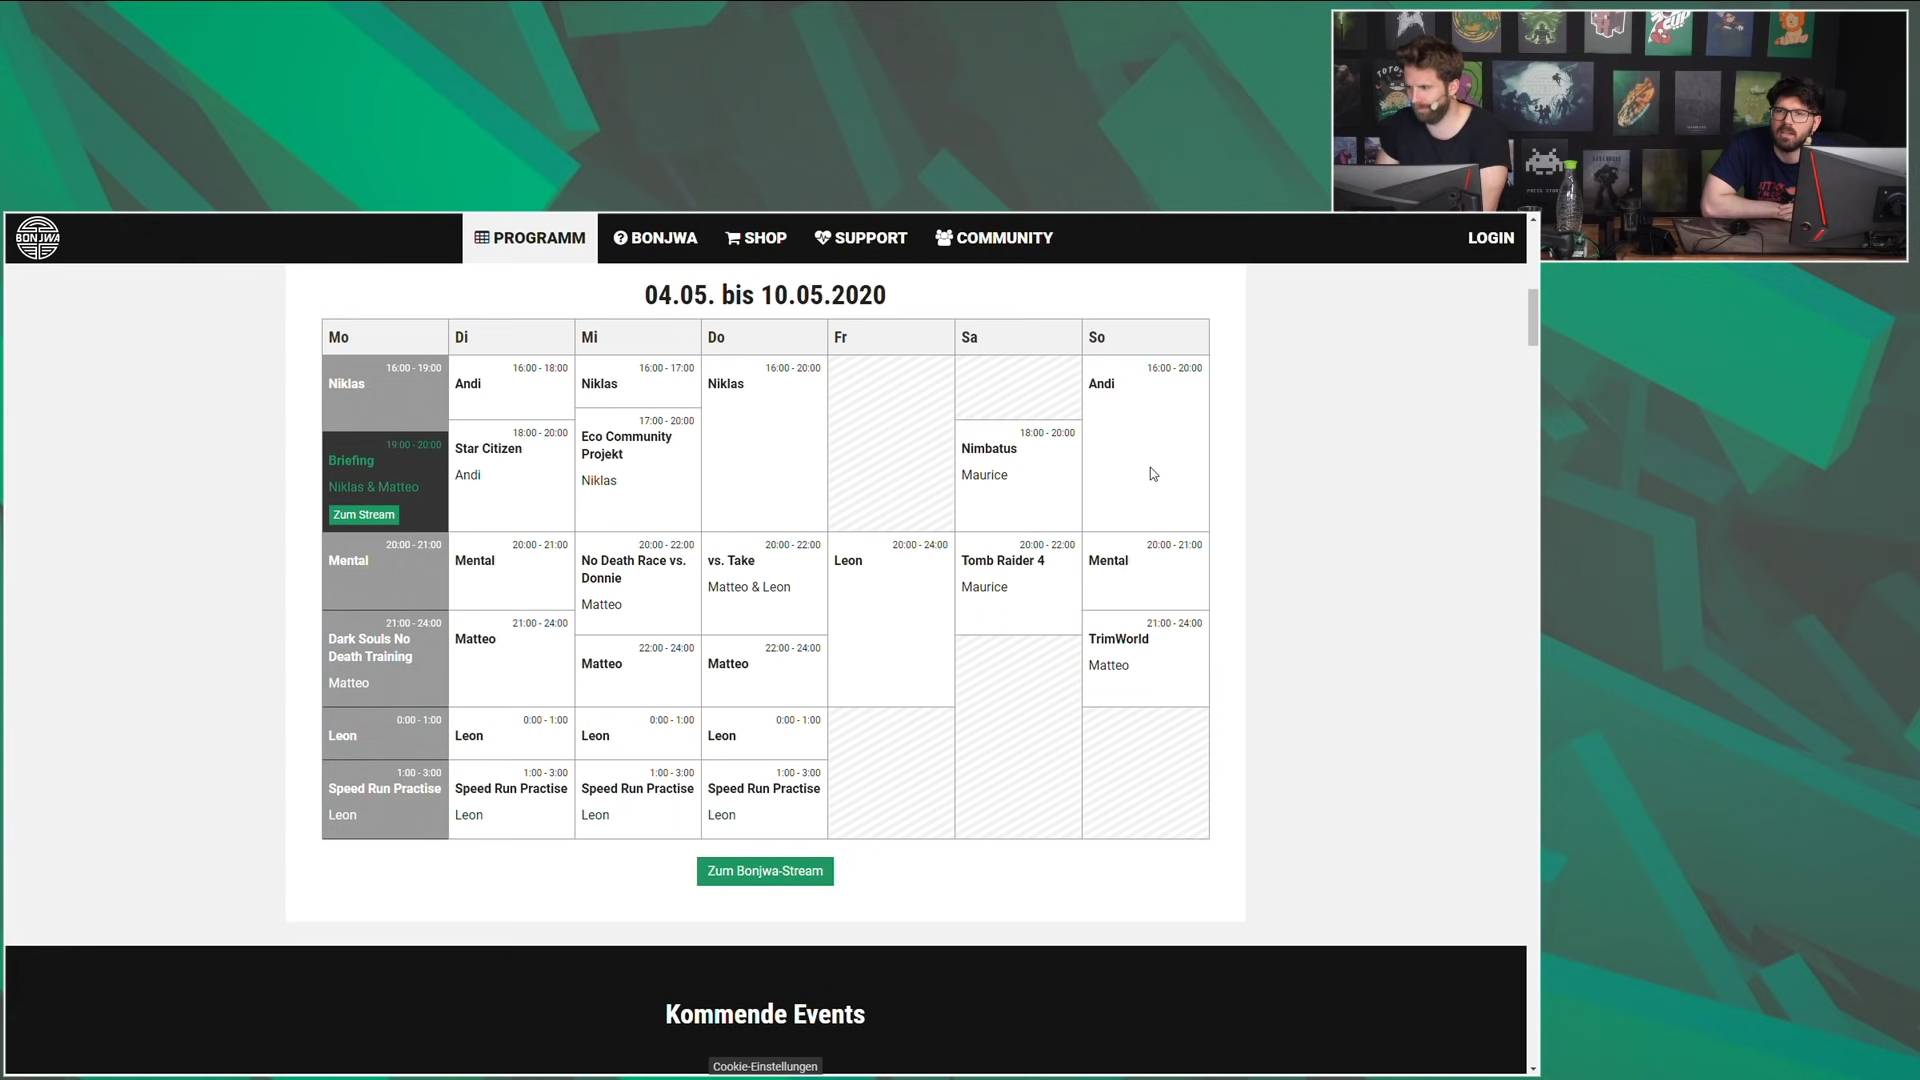 BONJWA
PROGRAMM
BONJWA
SHOP
SUPPORT
COMMUNITY
LOGIN
04.05. bis 10.05.2020
Mo
Di
Mi
Do
Fr
Sa
So
16:00 - 19:00
Niklas
19:00 - 20:00
Briefing
Niklas & Matteo
Zum Stream
20:00 - 21:00
Mental
21:00 - 24:00
Dark Souls No
Death Training
Matteo
0:00 - 1:00
Leon
1:00 - 3:00
Speed Run Practise
Leon
16:00 - 18:00
Andi
18:00 - 20:00
Star Citizen
Andi
20:00 - 21:00
Mental
21:00 - 24:00
Matteo
0:00 - 1:00
Leon
1:00 - 3:00
Speed Run Practise
Leon
16:00 - 17:00
Niklas
17:00 - 20:00
Eco Community
Projekt
Niklas
20:00 - 22:00
No Death Race vs.
Donnie
Matteo
22:00 - 24:00
Matteo
0:00 - 1:00
Leon
1:00 - 3:00
Speed Run Practise
Leon
16:00 - 20:00
Niklas
20:00 - 22:00
vs. Take
Matteo & Leon
22:00 - 24:00
Matteo
0:00 - 1:00
Leon
1:00 - 3:00
Speed Run Practise
Leon
20:00 - 24:00
Leon
18:00 - 20:00
Nimbatus
Maurice
20:00 - 22:00
Tomb Raider 4
Maurice
16:00 - 20:00
Andi
20:00 - 21:00
Mental
21:00 - 24:00
TrimWorld
Matteo
Zum Bonjwa-Stream
Kommende Events
Cookie-Einstellungen